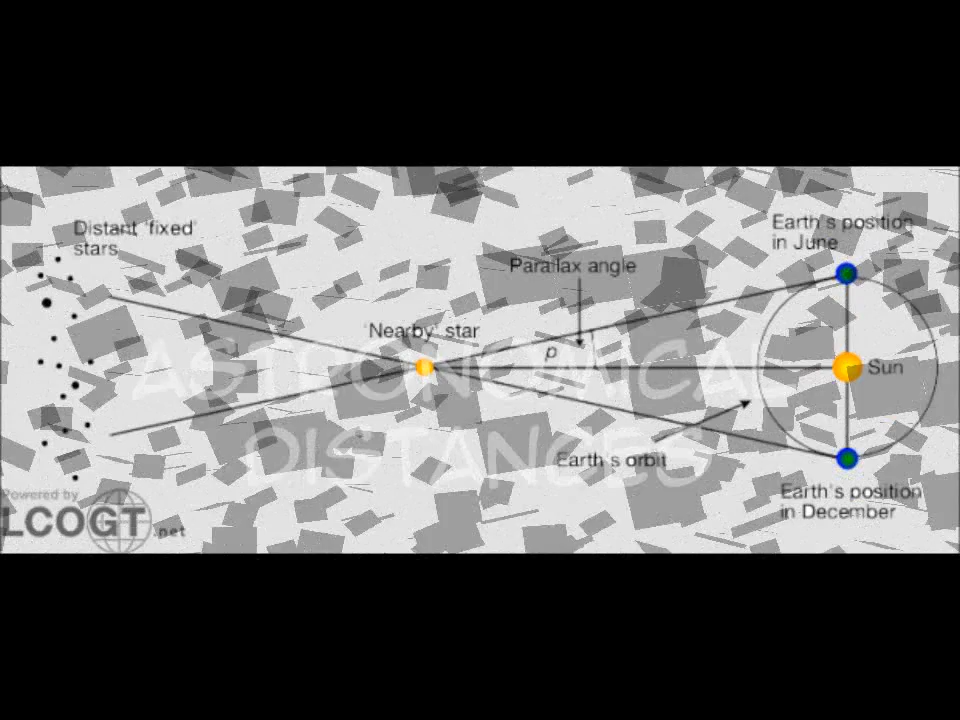 Distant 'fixed'
stars
Earth's position
in June
Parallax angle
'Nearby' star
p
ASTRONOMICAL
Sun
DISTANCES
Earth's orbit
Earth's position
in December
Powered by
LCOGT.net